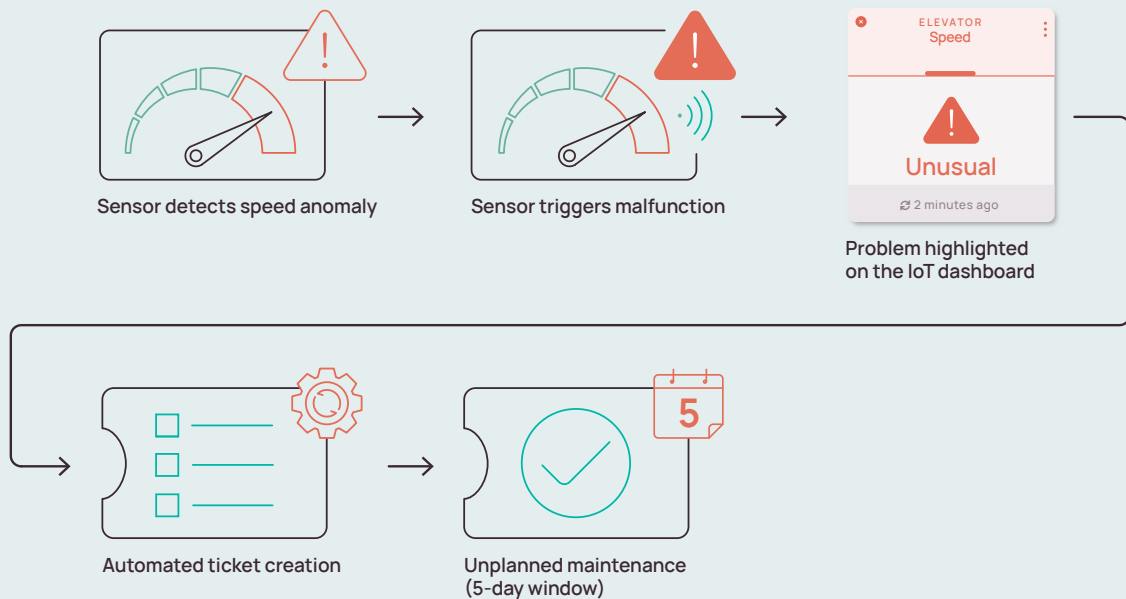 Sensor detects speed anomaly
Sensor triggers malfunction
ELEVATOR
Speed
Unusual
2 minutes ago
Problem highlighted
on the IoT dashboard
Automated ticket creation
5
Unplanned maintenance
(5-day window)